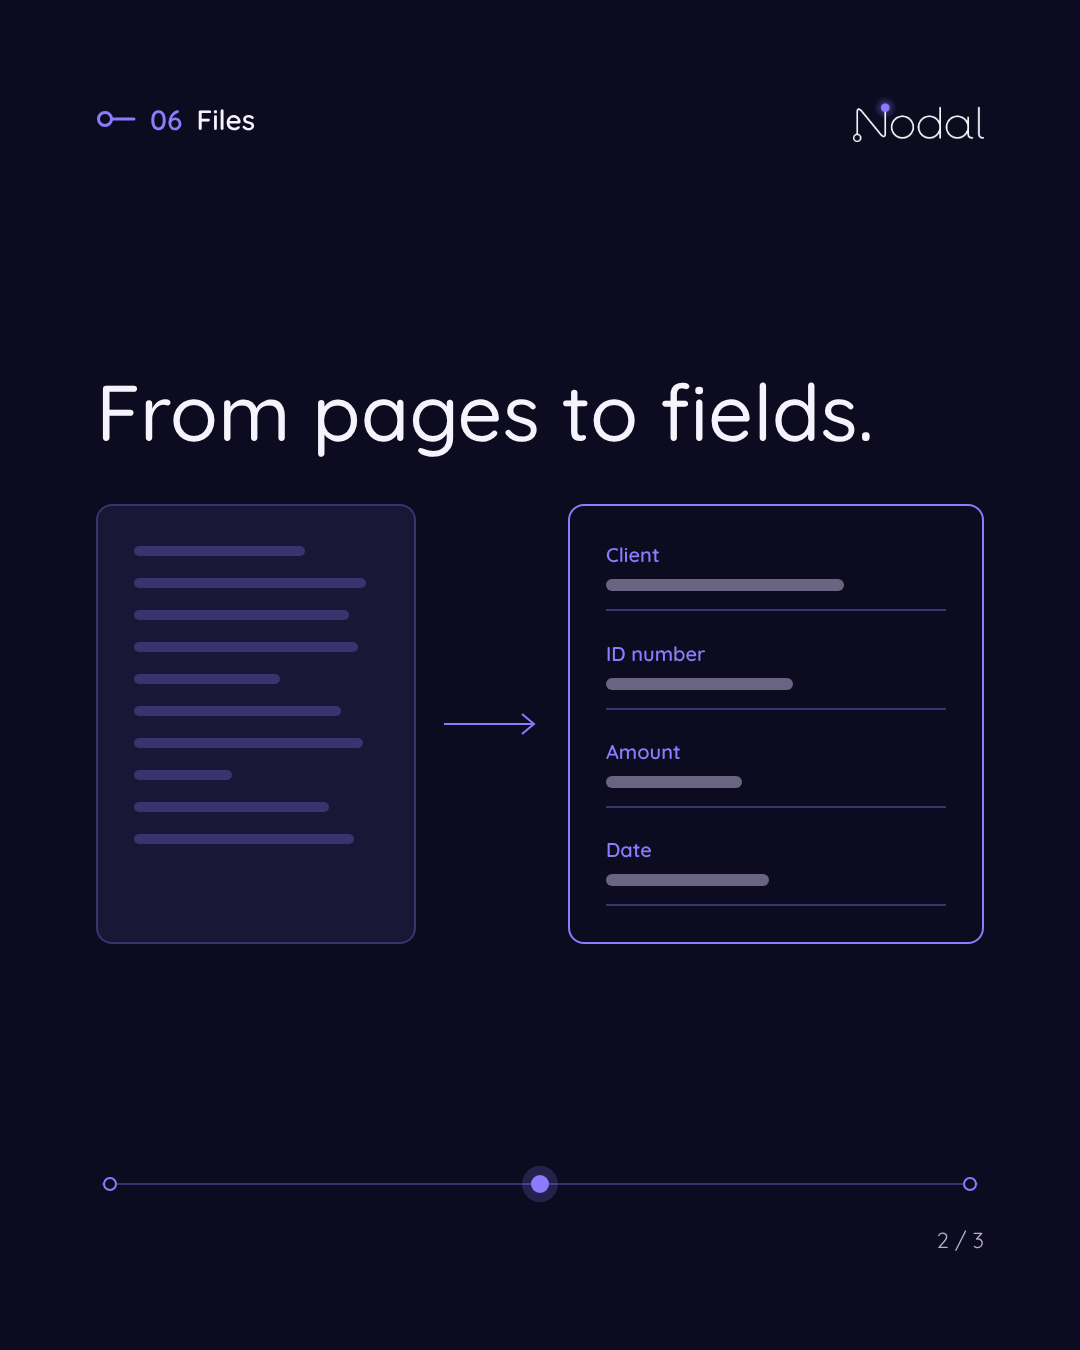 06 Files
Nodal
From pages to fields.
Client
ID number
Amount
Date
2 / 3